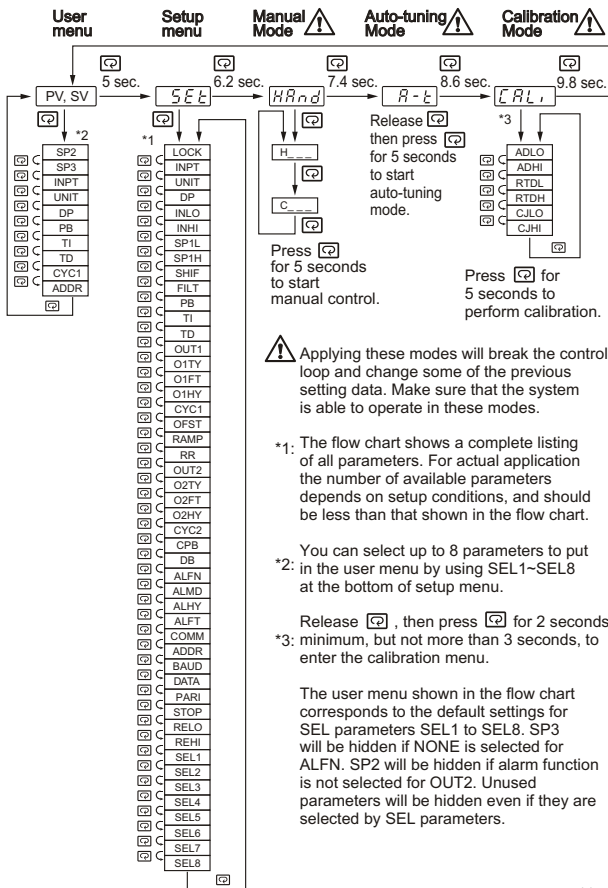 User menu
Setup menu
Manual Mode
Auto-tuning Mode
Calibration Mode
5 sec.
6.2 sec.
7.4 sec.
8.6 sec.
9.8 sec.
PV, SV
SEt
HAnd
A-t
CALi
*2
SP2
SP3
INPT
UNIT
DP
PB
TI
TD
CYC1
ADDR
*1
LOCK
INPT
UNIT
DP
INLO
INHI
SP1L
SP1H
SHIF
FILT
PB
TI
TD
OUT1
O1TY
O1FT
O1HY
CYC1
OFST
RAMP
RR
OUT2
O2TY
O2FT
O2HY
CYC2
CPB
DB
ALFN
ALMD
ALHY
ALFT
COMM
ADDR
BAUD
DATA
PARI
STOP
RELO
REHI
SEL1
SEL2
SEL3
SEL4
SEL5
SEL6
SEL7
SEL8
H_ _ _
C_ _ _
Press
for 5 seconds
to start
manual control.
Release
then press
for 5 seconds
to start
auto-tuning
mode.
*3
ADLO
ADHI
RTDL
RTDH
CJLO
CJHI
Press for
5 seconds to
perform calibration.
Applying these modes will break the control
loop and change some of the previous
setting data. Make sure that the system
is able to operate in these modes.
*1: The flow chart shows a complete listing
of all parameters. For actual application
the number of available parameters
depends on setup conditions, and should
be less than that shown in the flow chart.
You can select up to 8 parameters to put
*2: in the user menu by using SEL1~SEL8
at the bottom of setup menu.
Release , then press for 2 seconds
*3: minimum, but not more than 3 seconds, to
enter the calibration menu.
The user menu shown in the flow chart
corresponds to the default settings for
SEL parameters SEL1 to SEL8. SP3
will be hidden if NONE is selected for
ALFN. SP2 will be hidden if alarm function
is not selected for OUT2. Unused
parameters will be hidden even if they are
selected by SEL parameters.